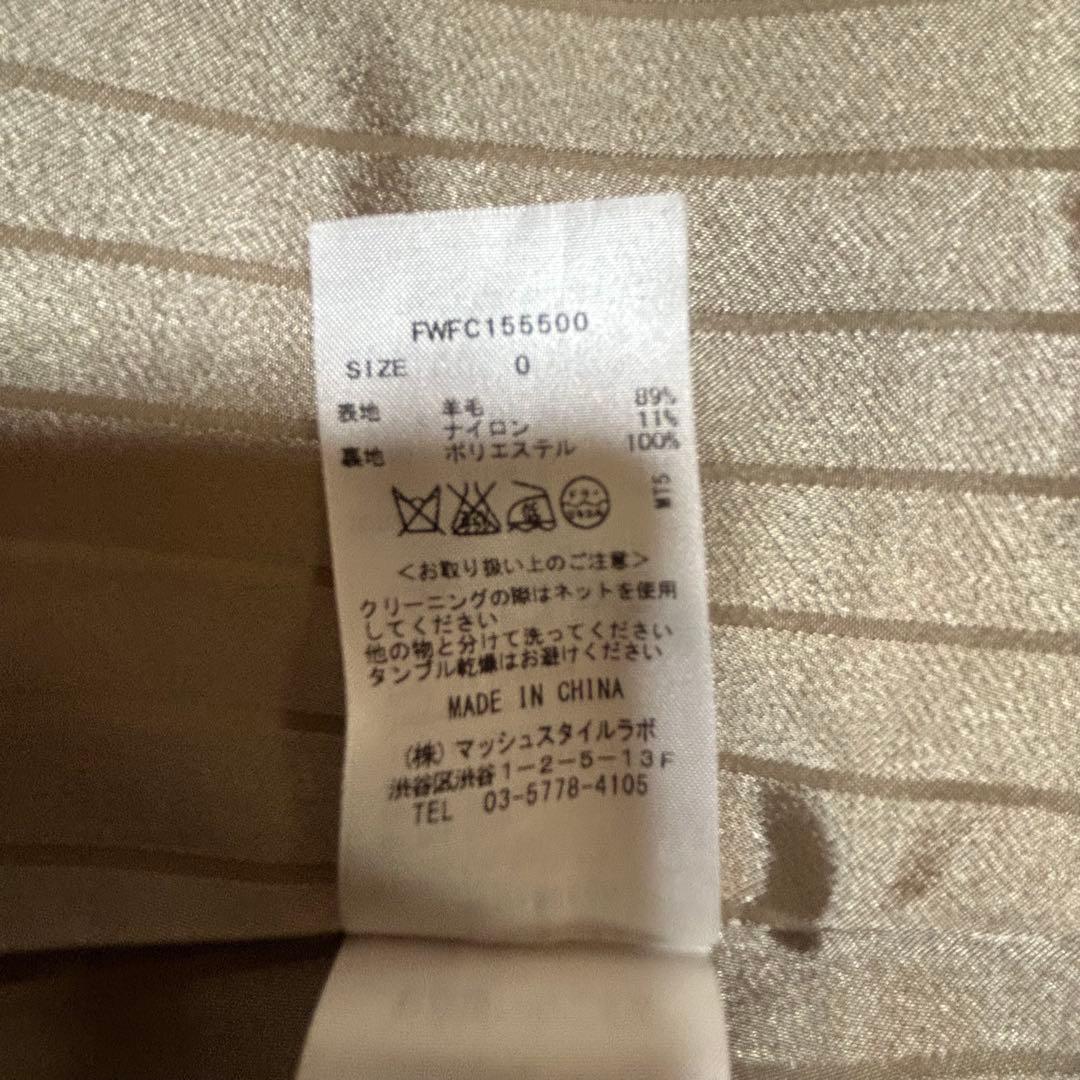 FWFC155500
SIZE 0
表地 羊毛 89%
ナイロン 11%
裏地 ポリエステル 100%
MT5
<お取り扱い上のご注意>
クリーニングの際はネットを使用
してください
他の物と分けて洗ってください
タンブル乾燥はお避けください
MADE IN CHINA
(株)マッシュスタイルラボ
渋谷区渋谷1-2-5-13F
TEL 03-5778-4105